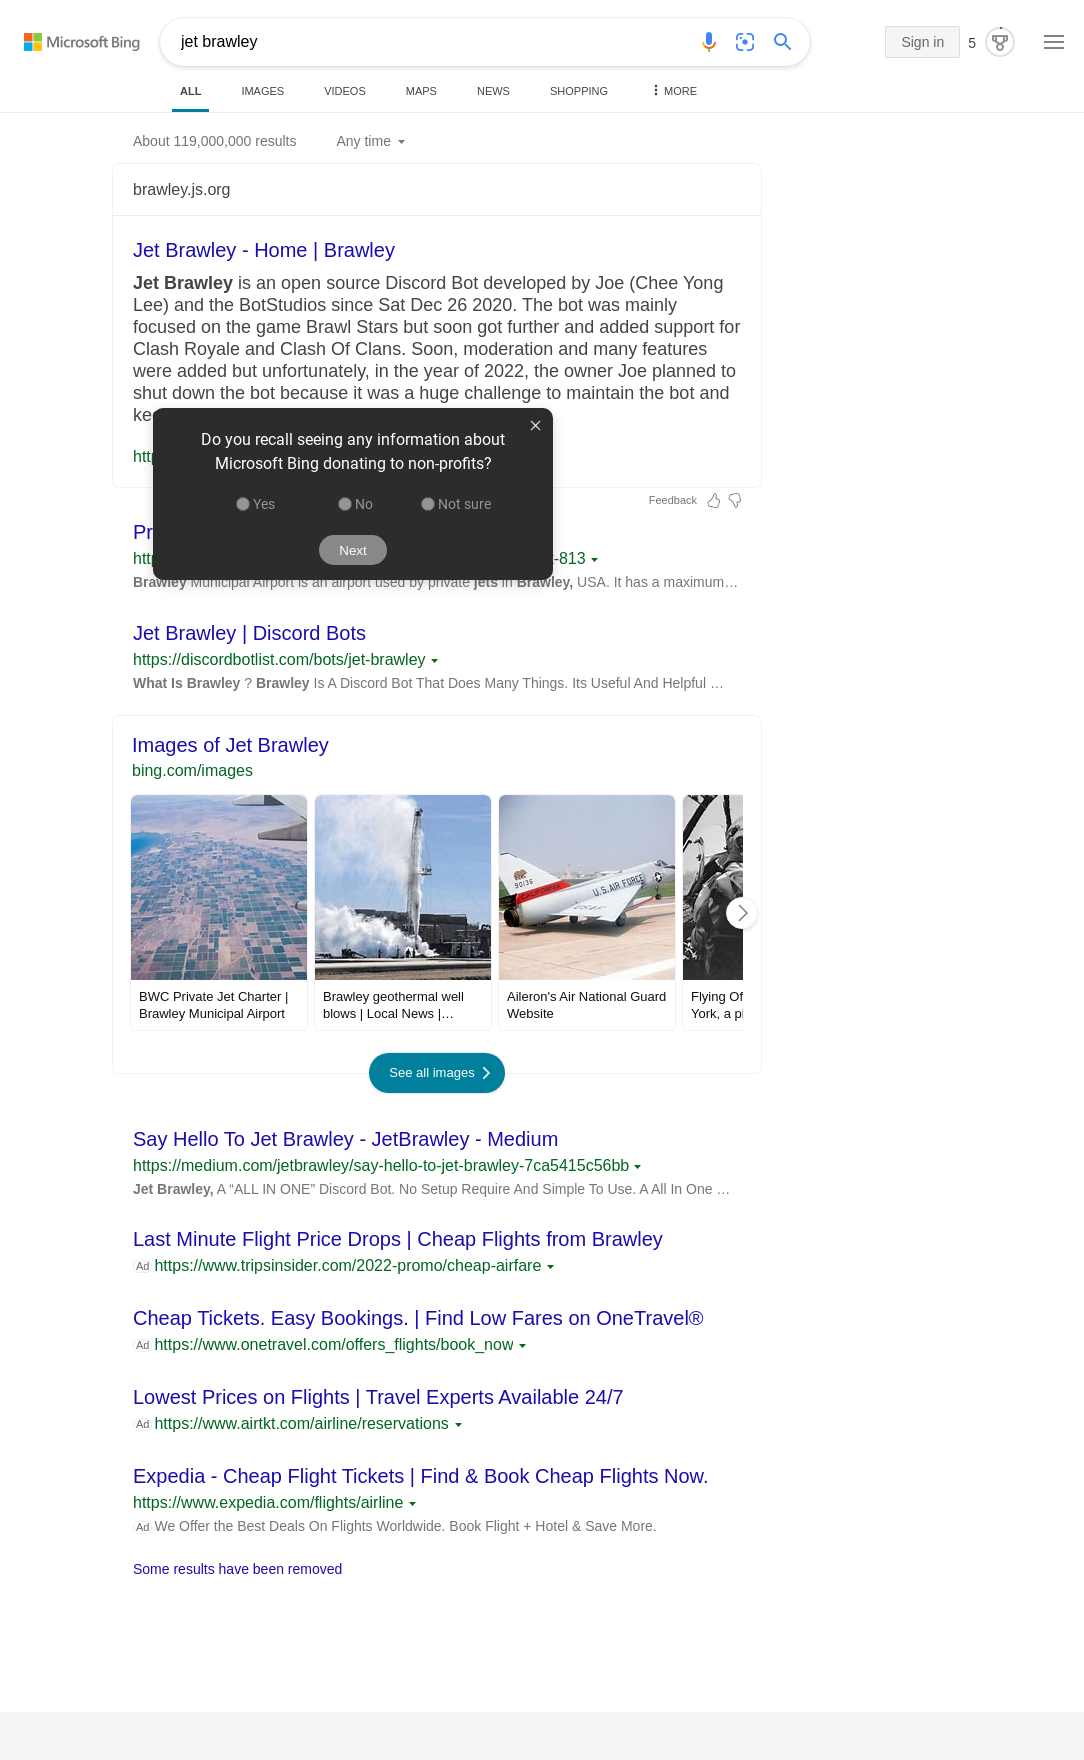 Microsoft Bing
jet brawley
Sign in
5
ALL
IMAGES
VIDEOS
MAPS
NEWS
SHOPPING
MORE
About 119,000,000 results
Any time
brawley.js.org
Jet Brawley - Home | Brawley
Jet Brawley is an open source Discord Bot developed by Joe (Chee Yong
Lee) and the BotStudios since Sat Dec 26 2020. The bot was mainly
focused on the game Brawl Stars but soon got further and added support for
Clash Royale and Clash Of Clans. Soon, moderation and many features
were added but unfortunately, in the year of 2022, the owner Joe planned to
shut down the bot because it was a huge challenge to maintain the bot and
ke
http
Do you recall seeing any information about
Microsoft Bing donating to non-profits?
Yes
No
Not sure
Next
Feedback
Pr
http
-813
Brawley Municipal Airport is an airport used by private jets in Brawley, USA. It has a maximum…
Jet Brawley | Discord Bots
https://discordbotlist.com/bots/jet-brawley
What Is Brawley ? Brawley Is A Discord Bot That Does Many Things. Its Useful And Helpful …
Images of Jet Brawley
bing.com/images
90136
CALIFORNIA
U.S. AIR FORCE
USAF
BWC Private Jet Charter |
Brawley Municipal Airport
Brawley geothermal well
blows | Local News |…
Aileron's Air National Guard
Website
Flying Of
York, a pi
See all images
Say Hello To Jet Brawley - JetBrawley - Medium
https://medium.com/jetbrawley/say-hello-to-jet-brawley-7ca5415c56bb
Jet Brawley, A “ALL IN ONE” Discord Bot. No Setup Require And Simple To Use. A All In One …
Last Minute Flight Price Drops | Cheap Flights from Brawley
Ad https://www.tripsinsider.com/2022-promo/cheap-airfare
Cheap Tickets. Easy Bookings. | Find Low Fares on OneTravel®
Ad https://www.onetravel.com/offers_flights/book_now
Lowest Prices on Flights | Travel Experts Available 24/7
Ad https://www.airtkt.com/airline/reservations
Expedia - Cheap Flight Tickets | Find & Book Cheap Flights Now.
https://www.expedia.com/flights/airline
Ad We Offer the Best Deals On Flights Worldwide. Book Flight + Hotel & Save More.
Some results have been removed